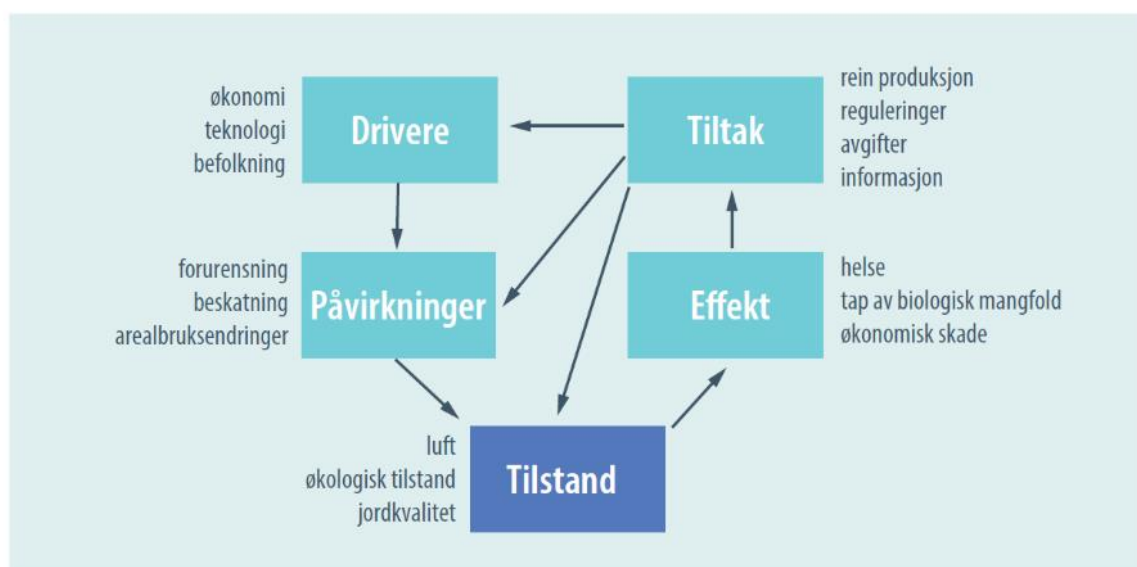 økonomi
teknologi
befolkning
Drivere
Tiltak
rein produksjon
reguleringer
avgifter
informasjon
forurensning
beskatning
arealbruksendringer
Påvirkninger
Effekt
helse
tap av biologisk mangfold
økonomisk skade
luft
økologisk tilstand
jordkvalitet
Tilstand